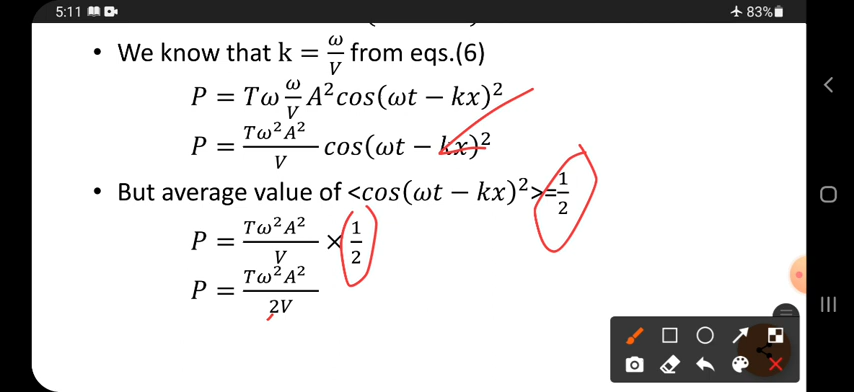 5:11 83%
• We know that k = ω/V from eqs.(6)
P = Tω ω/V A²cos(ωt − kx)²
P = Tω²A²/V cos(ωt − kx)²
• But average value of <cos(ωt − kx)²>=1/2
P = Tω²A²/V × 1/2
P = Tω²A²/2V